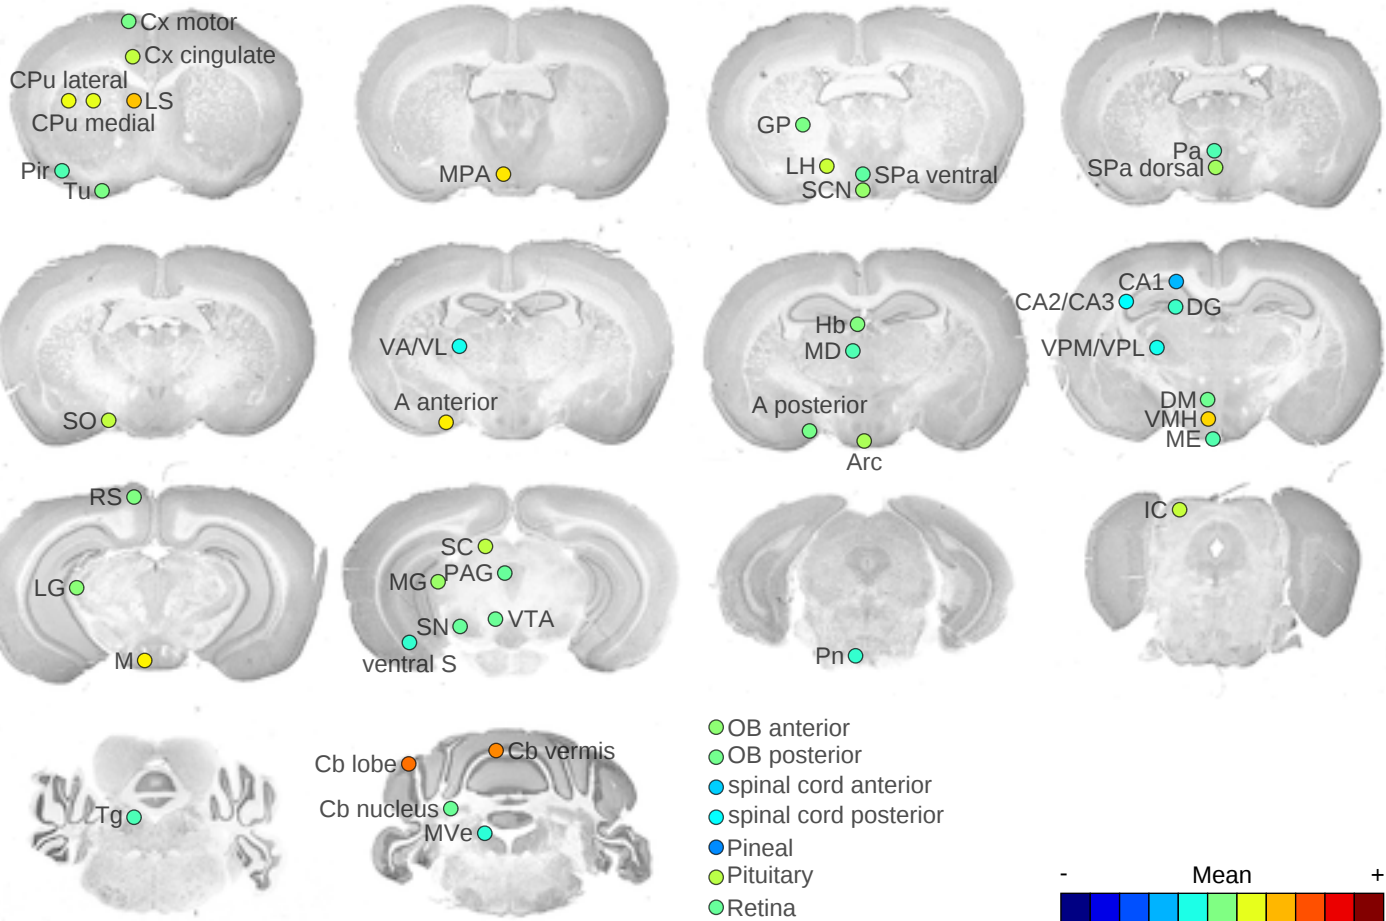 Cx motor
Cx cingulate
CPu lateral
LS
CPu medial
Pir
Tu
MPA
GP
LH
SPa ventral
SCN
Pa
SPa dorsal
SO
VA/VL
A anterior
Hb
MD
A posterior
Arc
CA1
CA2/CA3
DG
VPM/VPL
DM
VMH
ME
RS
LG
M
SC
MG
PAG
SN
VTA
ventral S
Pn
IC
Tg
Cb lobe
Cb vermis
Cb nucleus
MVe
OB anterior
OB posterior
spinal cord anterior
spinal cord posterior
Pineal
Pituitary
Retina
- Mean +